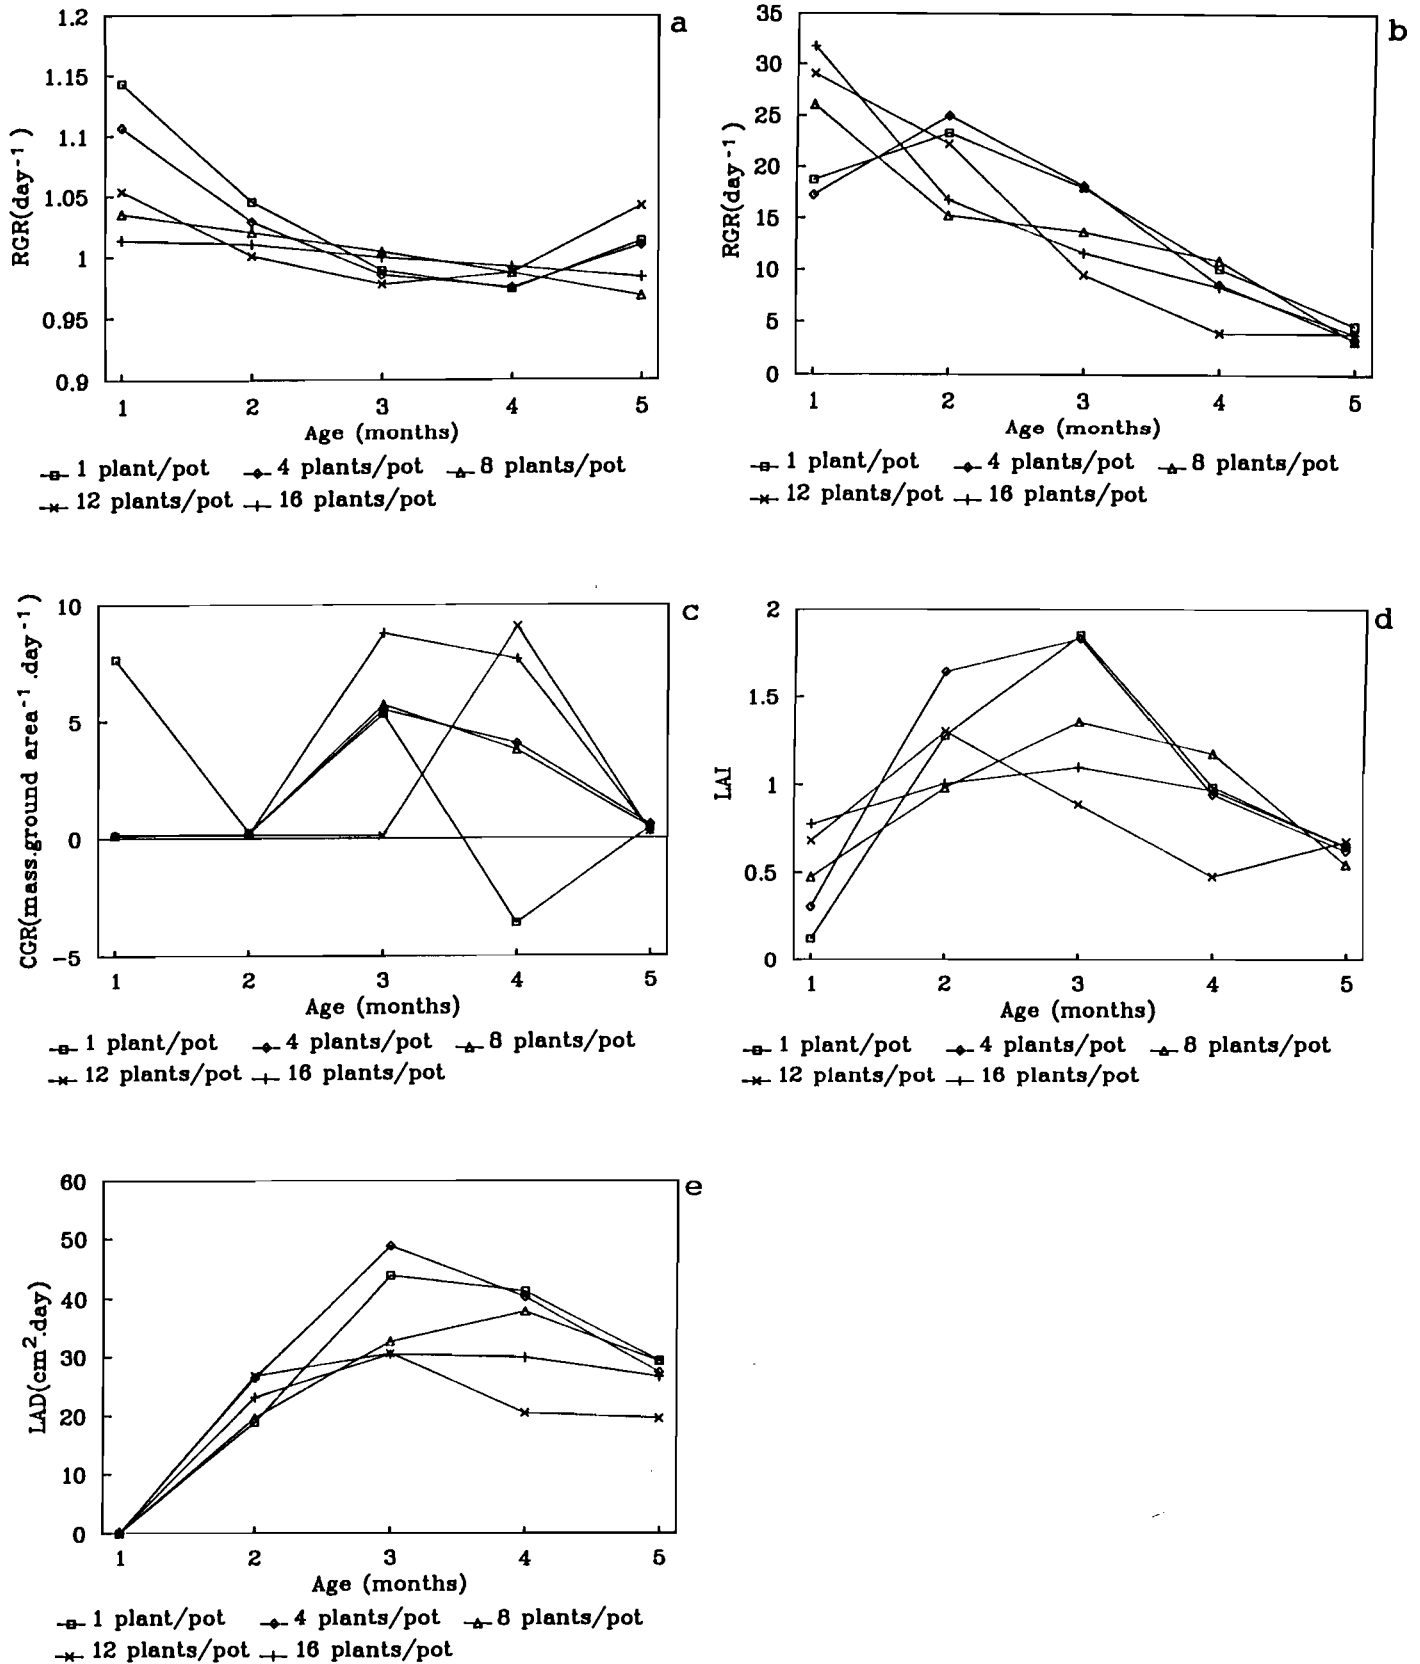 a
RGR(day-1)
1.2
1.15
1.1
1.05
1
0.95
0.9
1 2 3 4 5
Age (months)
1 plant/pot 4 plants/pot 8 plants/pot
12 plants/pot 16 plants/pot
b
RGR(day-1)
35
30
25
20
15
10
5
0
1 2 3 4 5
Age (months)
1 plant/pot 4 plants/pot 8 plants/pot
12 plants/pot 16 plants/pot
c
CGR(mass.ground area-1.day-1)
10
5
0
-5
1 2 3 4 5
Age (months)
1 plant/pot 4 plants/pot 8 plants/pot
12 plants/pot 16 plants/pot
d
LAI
2
1.5
1
0.5
0
1 2 3 4 5
Age (months)
1 plant/pot 4 plants/pot 8 plants/pot
12 plants/pot 16 plants/pot
e
LAD(cm2.day)
60
50
40
30
20
10
0
1 2 3 4 5
Age (months)
1 plant/pot 4 plants/pot 8 plants/pot
12 plants/pot 16 plants/pot